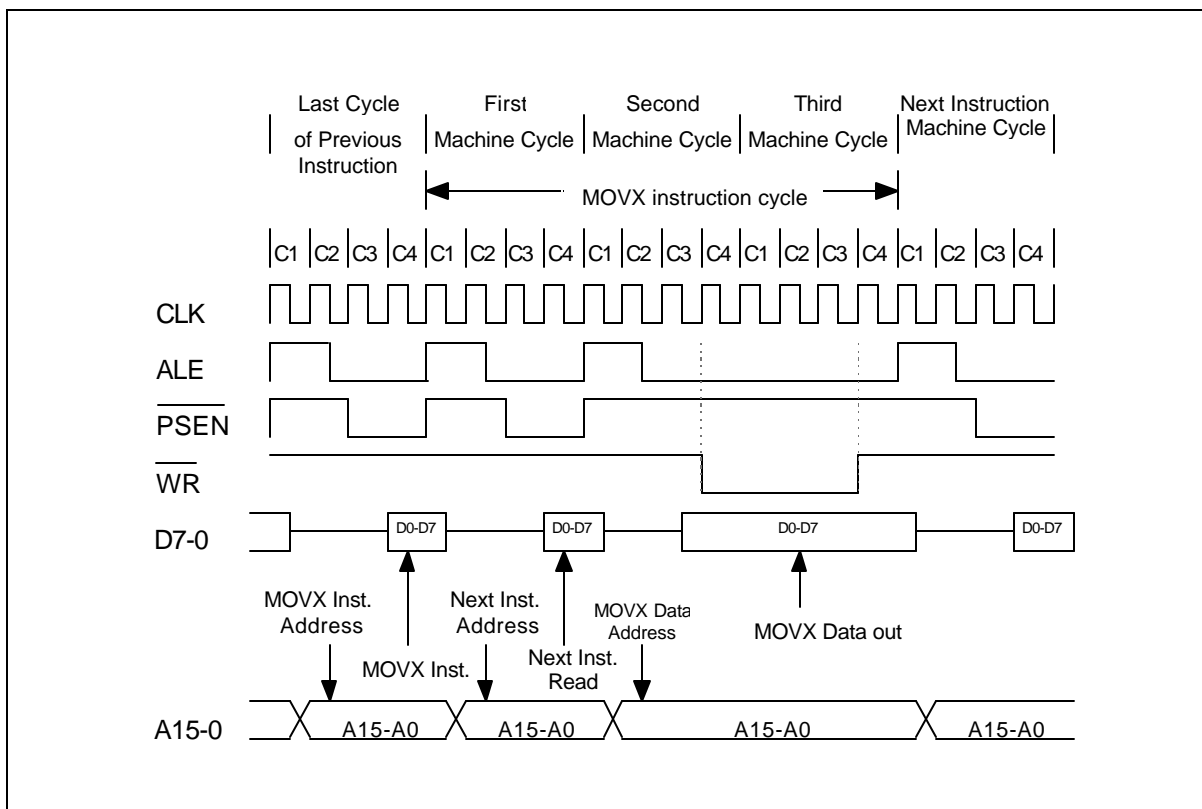 Last Cycle
of Previous
Instruction
First
Machine Cycle
Second
Machine Cycle
Third
Machine Cycle
Next Instruction
Machine Cycle
MOVX instruction cycle
C1 C2 C3 C4 C1 C2 C3 C4 C1 C2 C3 C4 C1 C2 C3 C4 C1 C2 C3 C4
CLK
ALE
PSEN
WR
D7-0
D0-D7 D0-D7 D0-D7 D0-D7
MOVX Inst.
Address
MOVX Inst.
Next Inst.
Address
Next Inst.
Read
MOVX Data
Address
MOVX Data out
A15-0
A15-A0 A15-A0 A15-A0 A15-A0